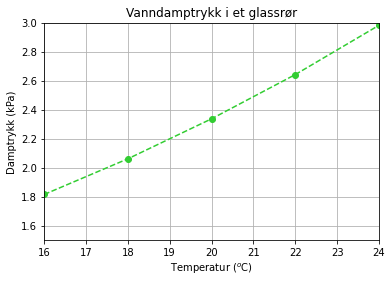 Vanndamptrykk i et glassrør
3.0
2.8
2.6
2.4
2.2
2.0
1.8
1.6
Damptrykk (kPa)
16 17 18 19 20 21 22 23 24
Temperatur (°C)